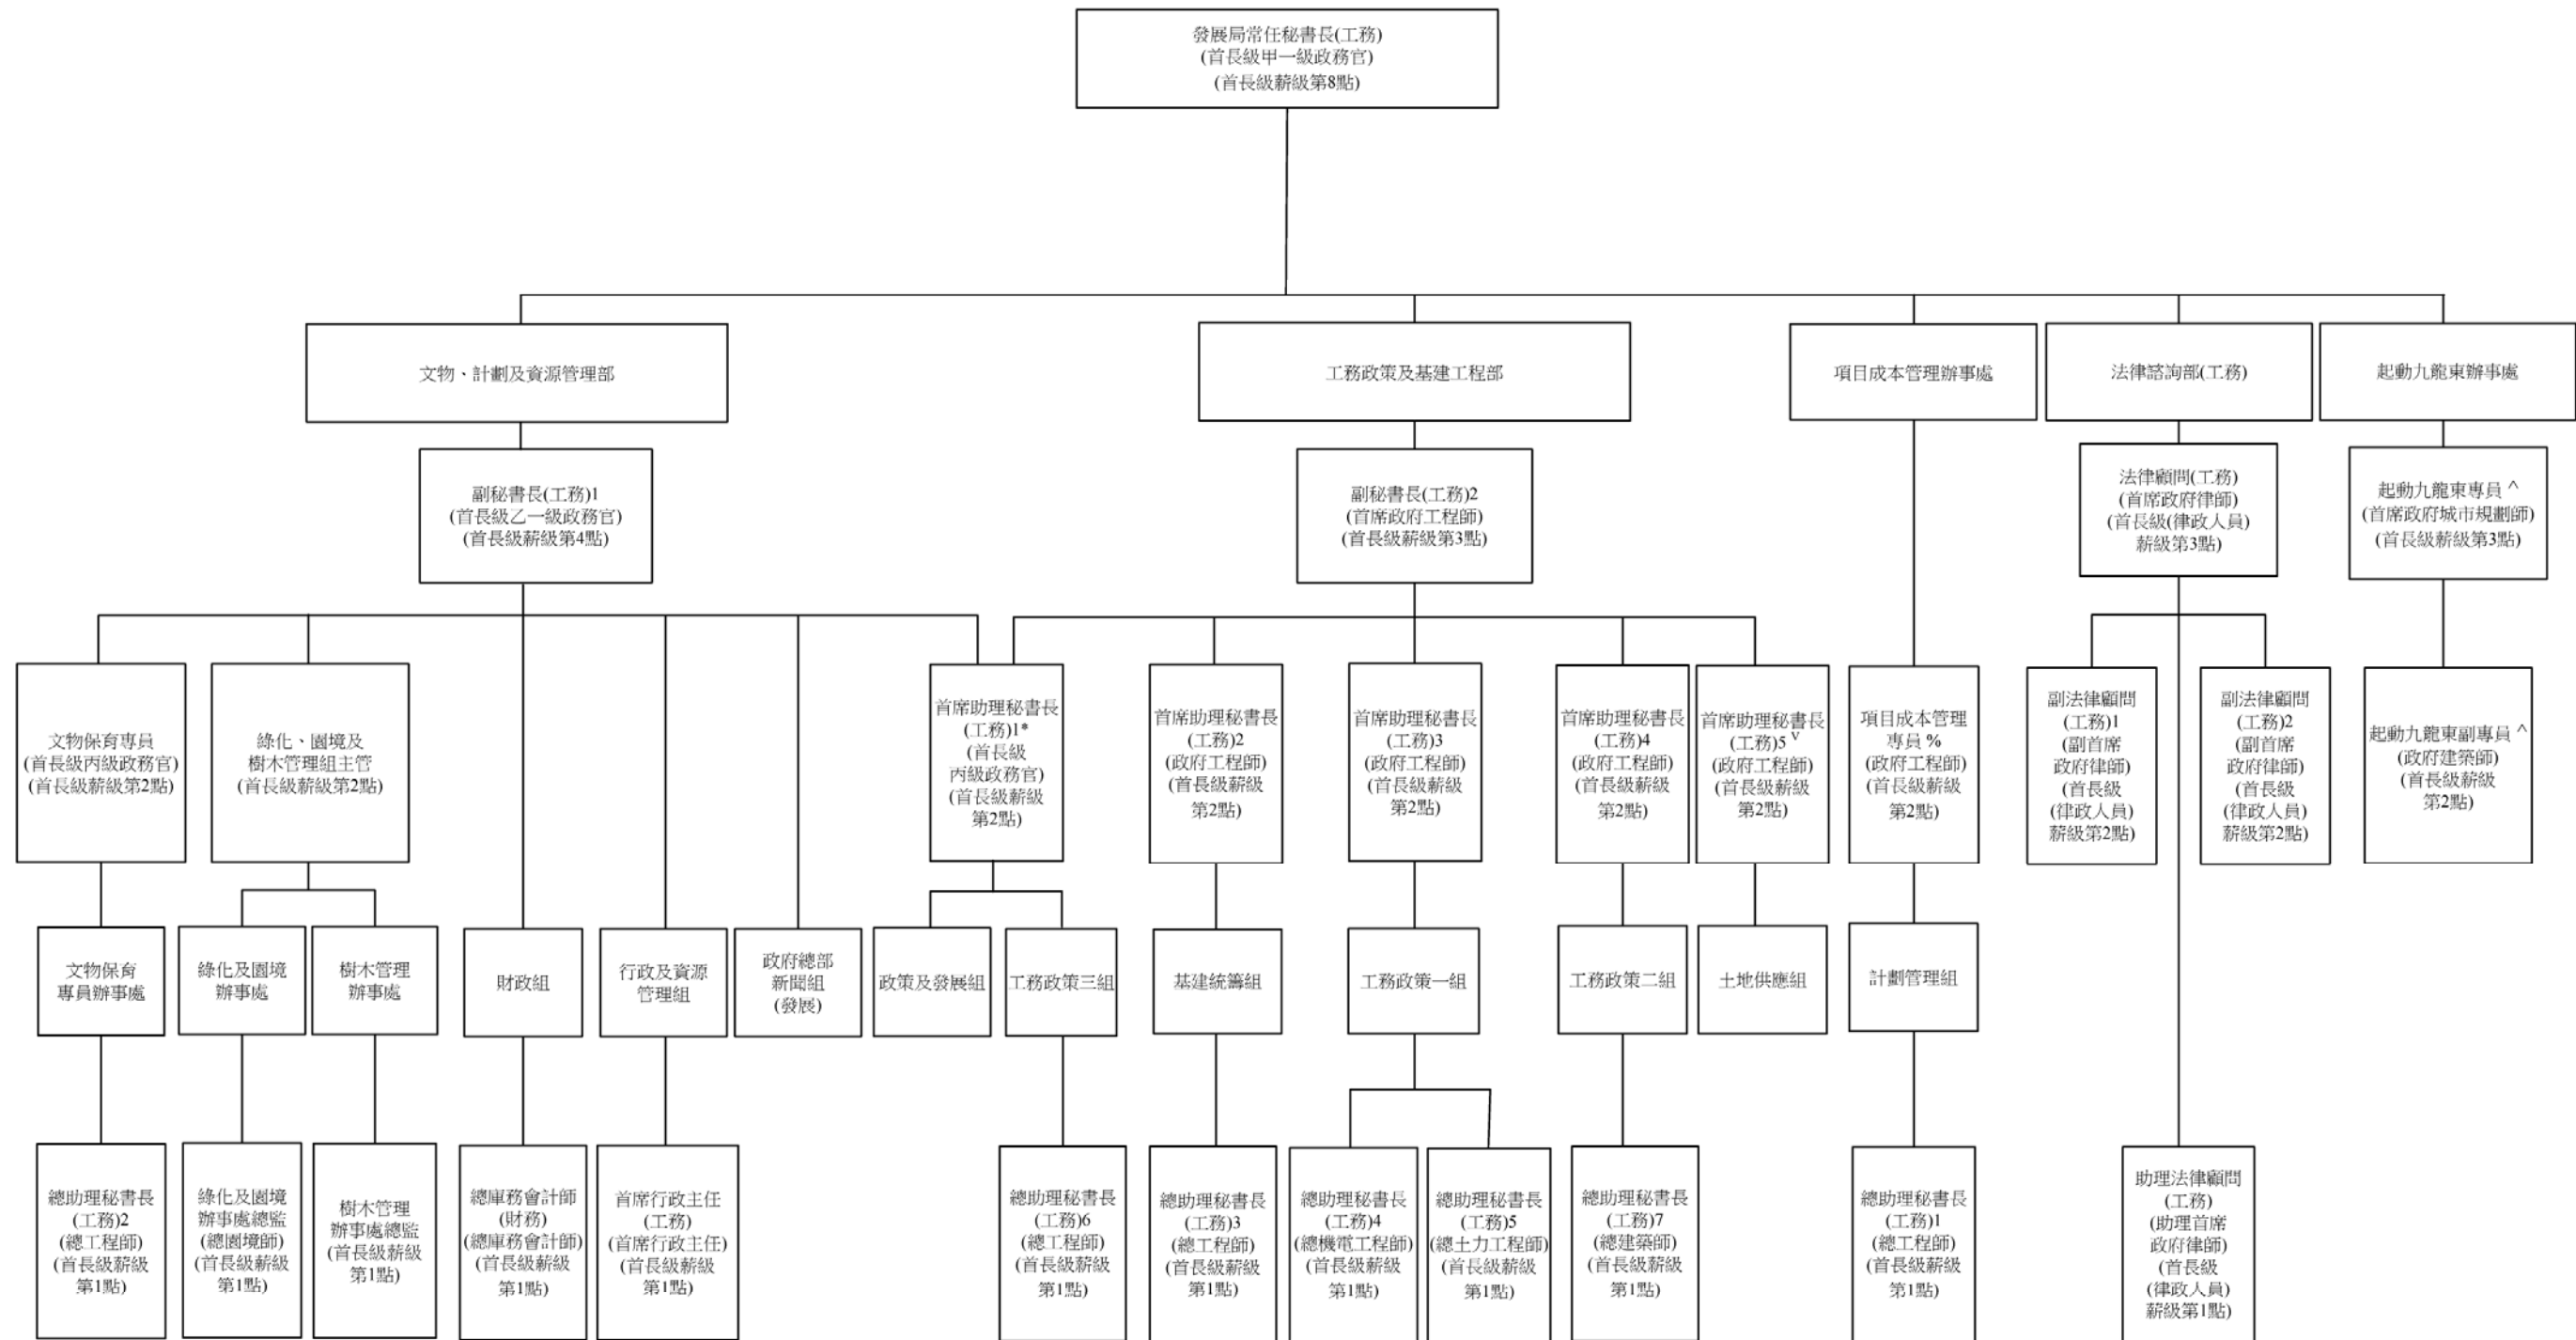 發展局常任秘書長(工務)
(首長級甲一級政務官)
(首長級薪級第8點)
文物、計劃及資源管理部
工務政策及基建工程部
項目成本管理辦事處
法律諮詢部(工務)
起動九龍東辦事處
副秘書長(工務)1
(首長級乙一級政務官)
(首長級薪級第4點)
副秘書長(工務)2
(首席政府工程師)
(首長級薪級第3點)
法律顧問(工務)
(首席政府律師)
(首長級(律政人員)
薪級第3點)
起動九龍東專員 ^
(首席政府城市規劃師)
(首長級薪級第3點)
文物保育專員
(首長級丙級政務官)
(首長級薪級第2點)
綠化、園境及
樹木管理組主管
(首長級薪級第2點)
首席助理秘書長
(工務)1*
(首長級
丙級政務官)
(首長級薪級
第2點)
首席助理秘書長
(工務)2
(政府工程師)
(首長級薪級
第2點)
首席助理秘書長
(工務)3
(政府工程師)
(首長級薪級
第2點)
首席助理秘書長
(工務)4
(政府工程師)
(首長級薪級
第2點)
首席助理秘書長
(工務)5 v
(政府工程師)
(首長級薪級
第2點)
項目成本管理
專員 %
(政府工程師)
(首長級薪級
第2點)
副法律顧問
(工務)1
(副首席
政府律師)
(首長級
(律政人員)
薪級第2點)
副法律顧問
(工務)2
(副首席
政府律師)
(首長級
(律政人員)
薪級第2點)
起動九龍東副專員 ^
(政府建築師)
(首長級薪級
第2點)
文物保育
專員辦事處
綠化及園境
辦事處
樹木管理
辦事處
財政組
行政及資源
管理組
政府總部
新聞組
(發展)
政策及發展組
工務政策三組
基建統籌組
工務政策一組
工務政策二組
土地供應組
計劃管理組
總助理秘書長
(工務)2
(總工程師)
(首長級薪級
第1點)
綠化及園境
辦事處總監
(總園境師)
(首長級薪級
第1點)
樹木管理
辦事處總監
(首長級薪級
第1點)
總庫務會計師
(財務)
(總庫務會計師)
(首長級薪級
第1點)
首席行政主任
(工務)
(首席行政主任)
(首長級薪級
第1點)
總助理秘書長
(工務)6
(總工程師)
(首長級薪級
第1點)
總助理秘書長
(工務)3
(總工程師)
(首長級薪級
第1點)
總助理秘書長
(工務)4
(總機電工程師)
(首長級薪級
第1點)
總助理秘書長
(工務)5
(總土力工程師)
(首長級薪級
第1點)
總助理秘書長
(工務)7
(總建築師)
(首長級薪級
第1點)
總助理秘書長
(工務)1
(總工程師)
(首長級薪級
第1點)
助理法律顧問
(工務)
(助理首席
政府律師)
(首長級
(律政人員)
薪級第1點)